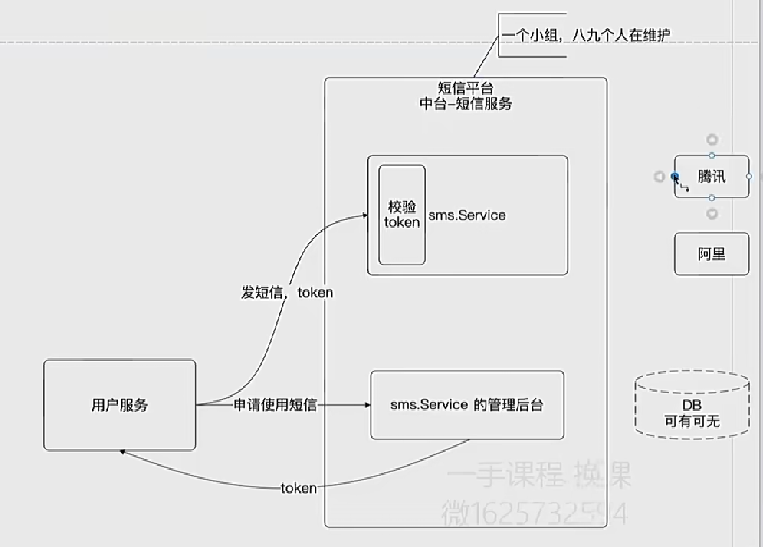 一个小组，八九个人在维护
短信平台
中台-短信服务
腾讯
校验
token
sms.Service
阿里
发短信，token
用户服务
申请使用短信
sms.Service 的管理后台
DB
可有可无
token
一手课程 换课
微1625732594